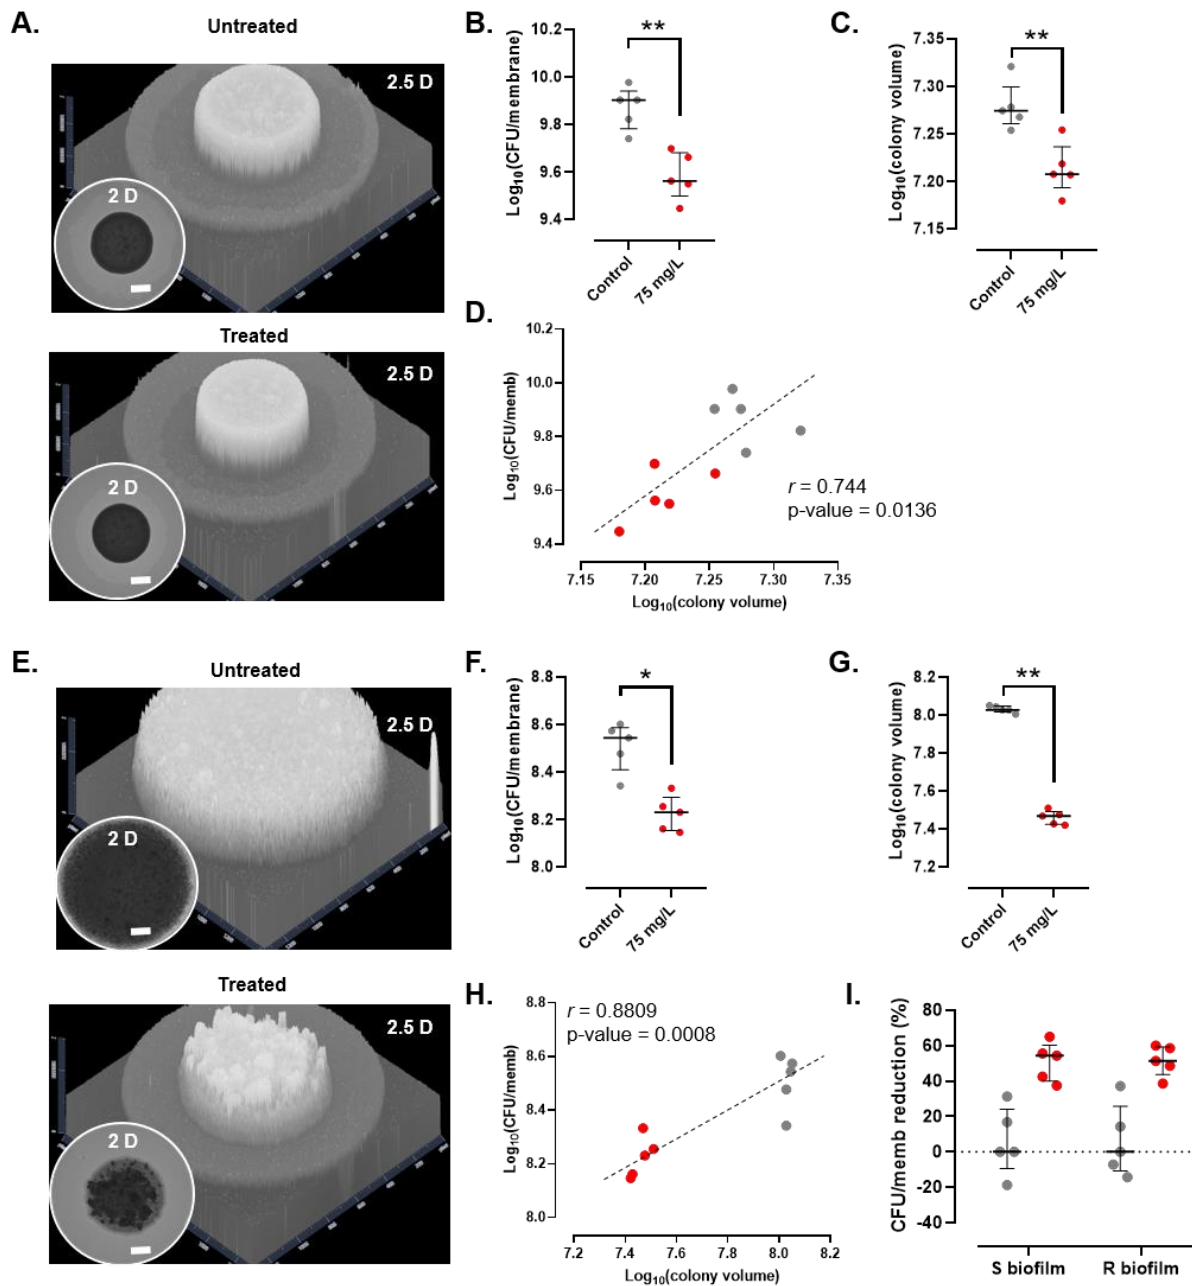 A.
Untreated
2.5 D
2 D
Treated
2.5 D
2 D
B.
Log10(CFU/membrane)
10.2
10.0
9.8
9.6
9.4
**
Control
75 mg/L
C.
Log10(colony volume)
7.35
7.30
7.25
7.20
7.15
**
Control
75 mg/L
D.
Log10(CFU/memb)
10.2
10.0
9.8
9.6
9.4
r = 0.744
p-value = 0.0136
7.15 7.20 7.25 7.30 7.35
Log10(colony volume)
E.
Untreated
2.5 D
2 D
Treated
2.5 D
2 D
F.
Log10(CFU/membrane)
8.8
8.6
8.4
8.2
8.0
*
Control
75 mg/L
G.
Log10(colony volume)
8.2
8.0
7.8
7.6
7.4
7.2
**
Control
75 mg/L
H.
Log10(CFU/memb)
8.8
8.6
8.4
8.2
8.0
r = 0.8809
p-value = 0.0008
7.2 7.4 7.6 7.8 8.0 8.2
Log10(colony volume)
I.
CFU/memb reduction (%)
80
60
40
20
0
-20
-40
S biofilm R biofilm